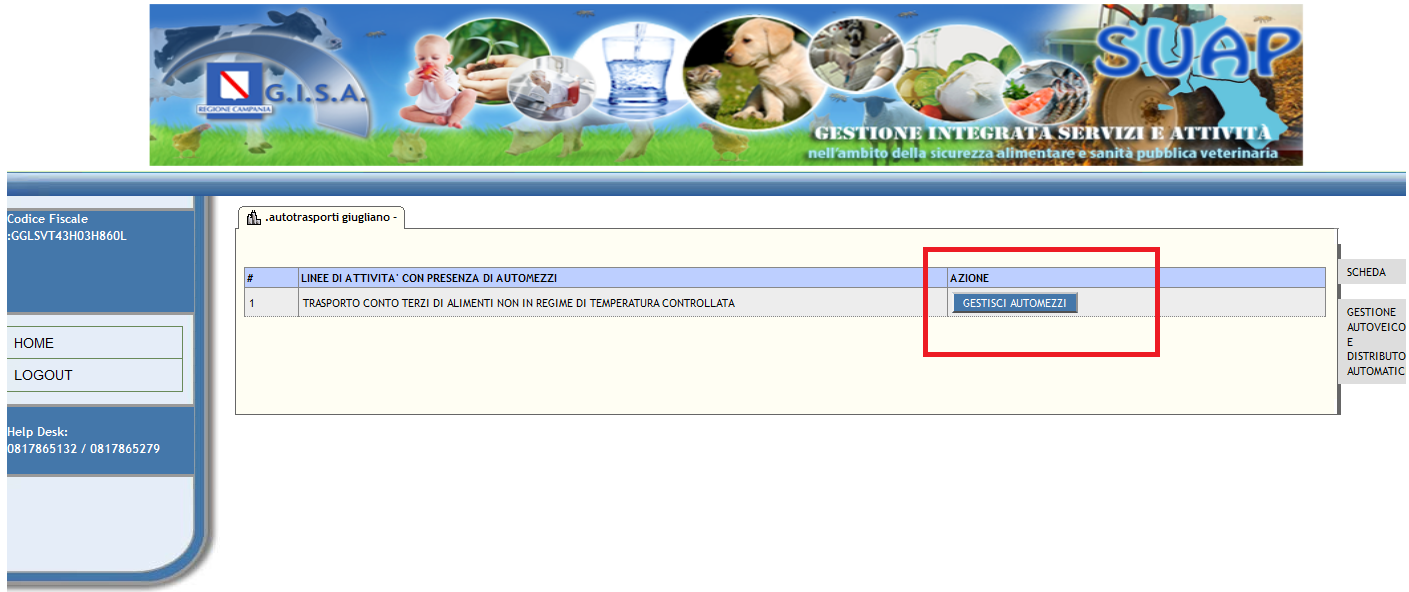 REGIONE CAMPANIA
G.I.S.A.
SUAP
GESTIONE INTEGRATA SERVIZI E ATTIVITÀ
nell'ambito della sicurezza alimentare e sanità pubblica veterinaria
Codice Fiscale
:GGLSVT43H03H860L
HOME
LOGOUT
Help Desk:
0817865132 / 0817865279
.autotrasporti giugliano -
# LINEE DI ATTIVITA' CON PRESENZA DI AUTOMEZZI AZIONE
1 TRASPORTO CONTO TERZI DI ALIMENTI NON IN REGIME DI TEMPERATURA CONTROLLATA GESTISCI AUTOMEZZI
SCHEDA
GESTIONE
AUTOVEICO
E
DISTRIBUTO
AUTOMATIC